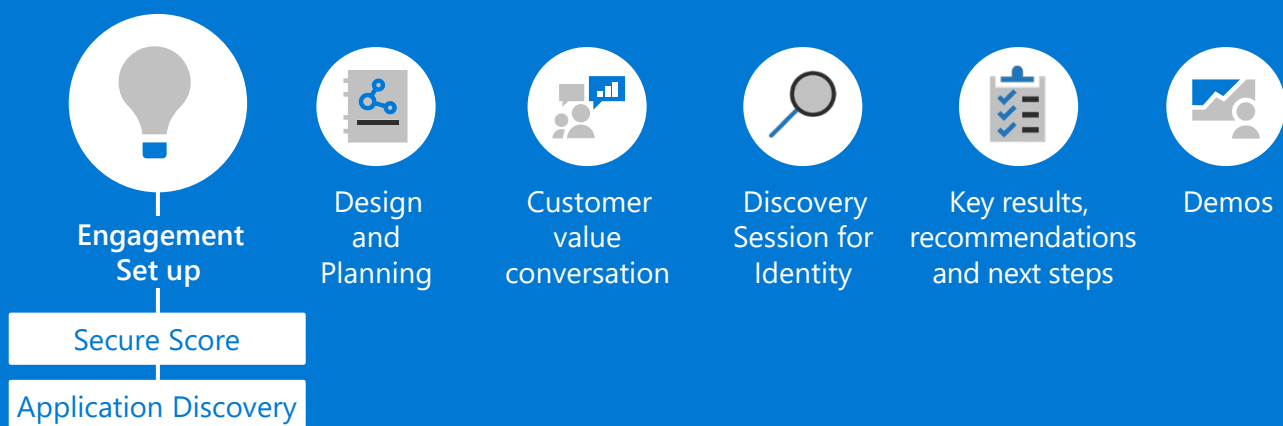 Engagement
Set up
Secure Score
Application Discovery
Design
and
Planning
Customer
value
conversation
Discovery
Session for
Identity
Key results,
recommendations
and next steps
Demos